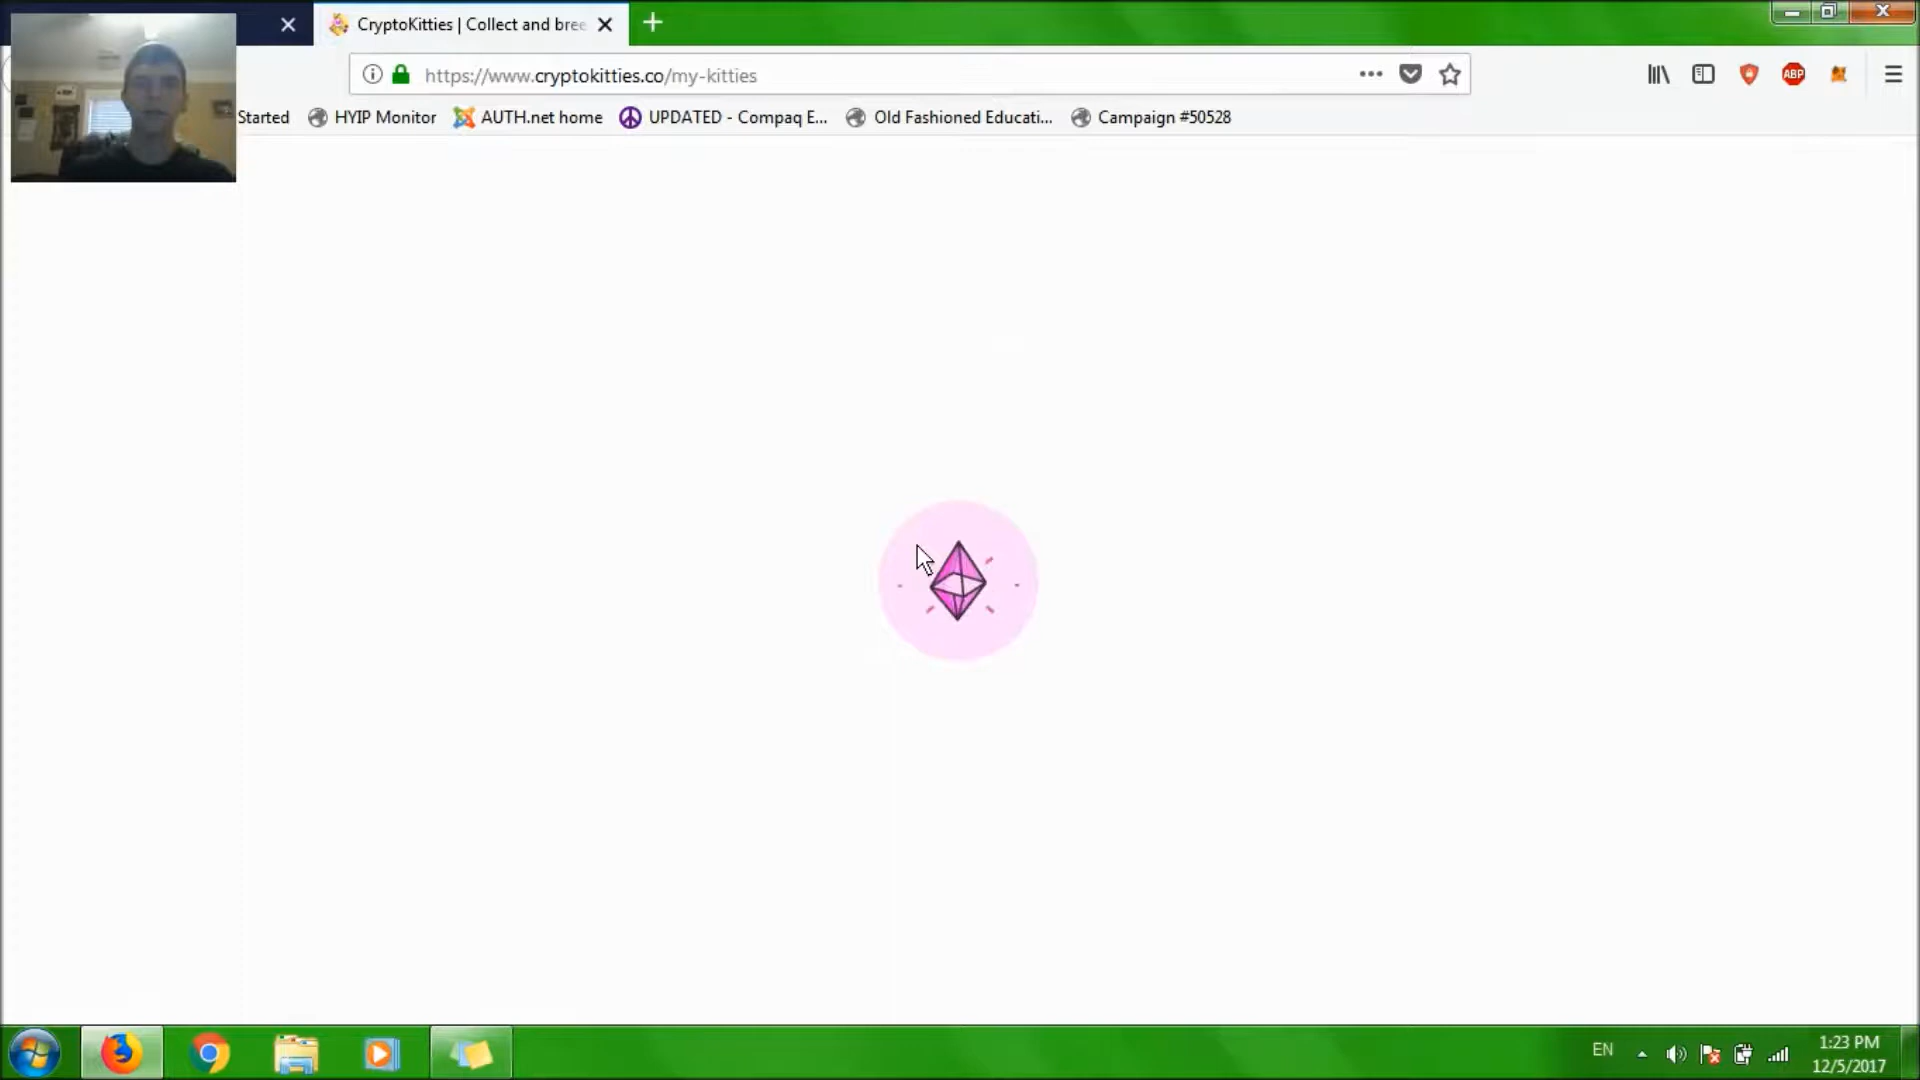 CryptoKitties | Collect and bree
https://www.cryptokitties.co/my-kitties
ABP
Started
HYIP Monitor
AUTH.net home
UPDATED - Compaq E...
Old Fashioned Educati...
Campaign #50528
EN
1:23 PM
12/5/2017